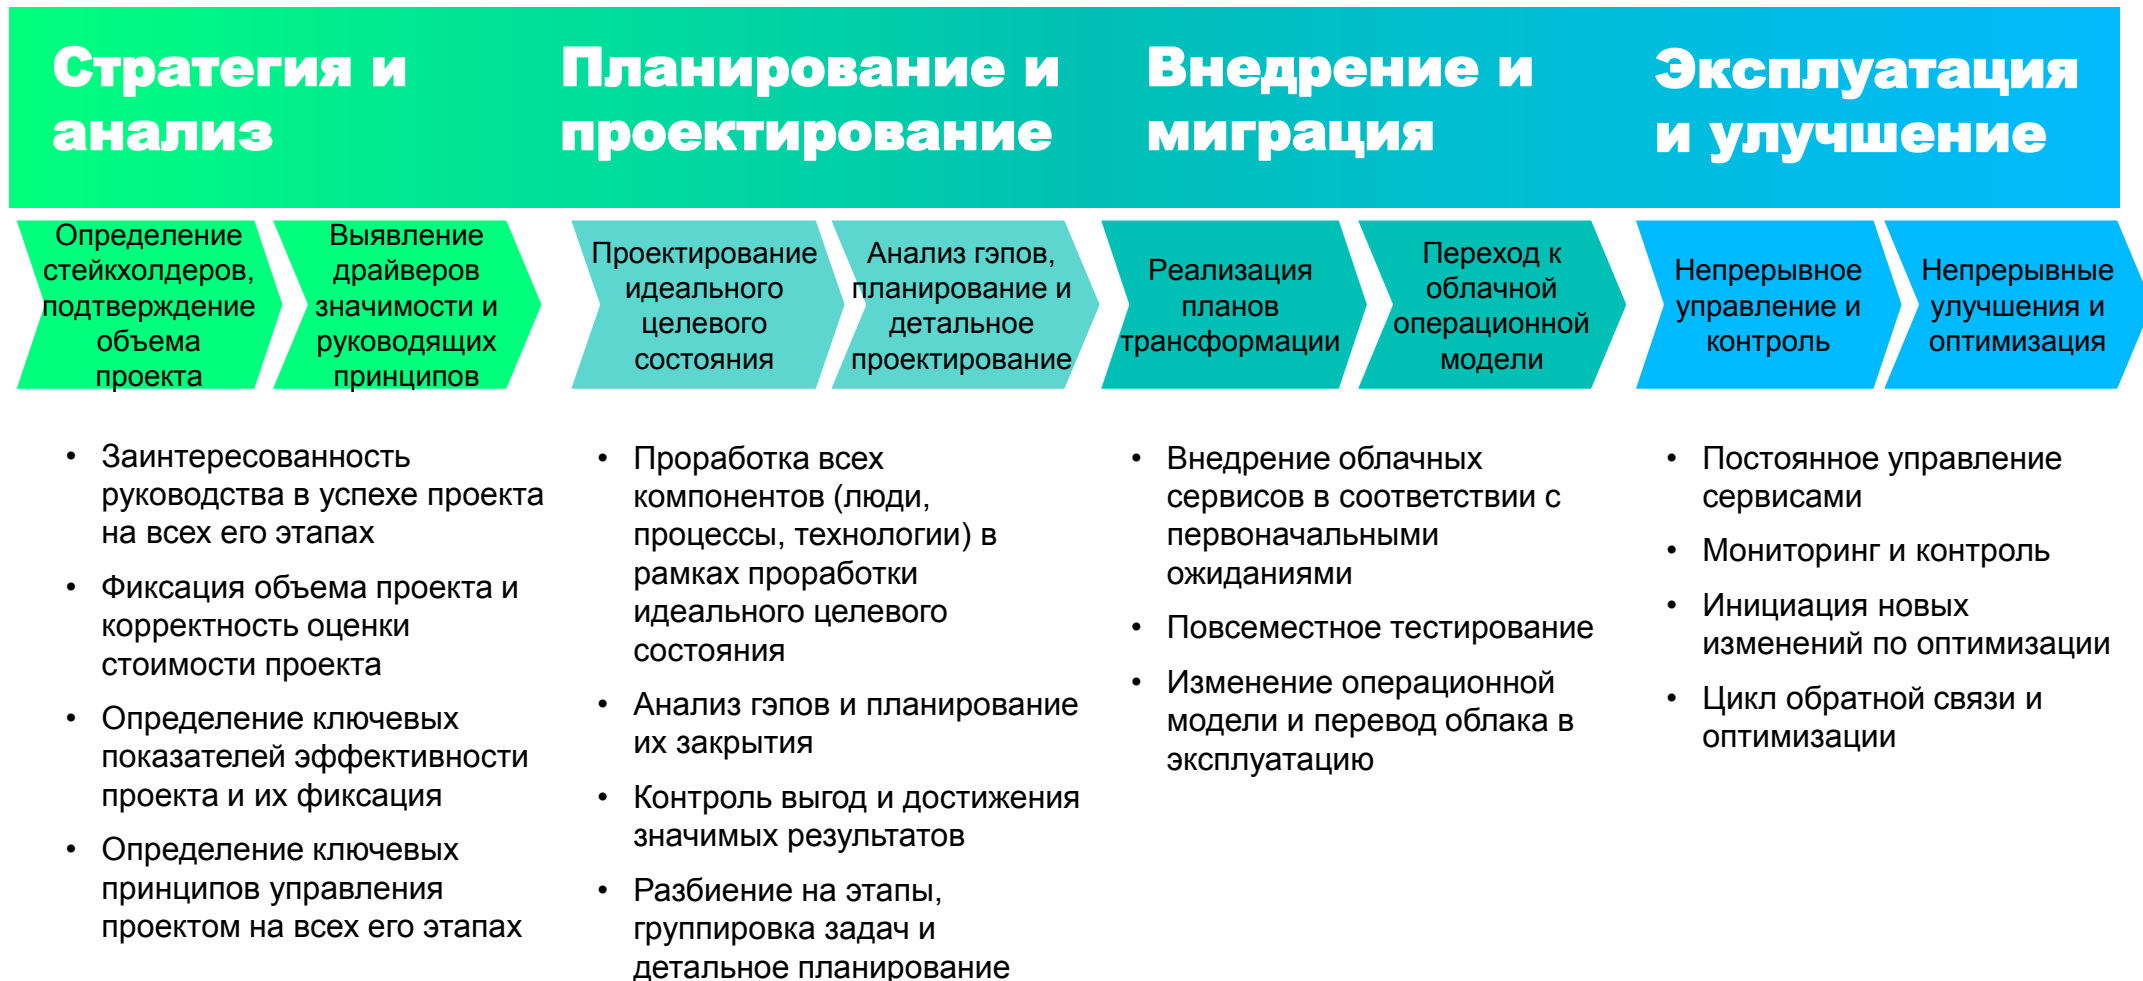 Стратегия и
анализ
Планирование и
проектирование
Внедрение и
миграция
Эксплуатация
и улучшение
Определение
стейкхолдеров,
подтверждение
объема
проекта
Выявление
драйверов
значимости и
руководящих
принципов
Проектирование
идеального
целевого
состояния
Анализ гэпов,
планирование и
детальное
проектирование
Реализация
планов
трансформации
Переход к
облачной
операционной
модели
Непрерывное
управление и
контроль
Непрерывные
улучшения и
оптимизация
• Заинтересованность
руководства в успехе проекта
на всех его этапах
• Фиксация объема проекта и
корректность оценки
стоимости проекта
• Определение ключевых
показателей эффективности
проекта и их фиксация
• Определение ключевых
принципов управления
проектом на всех его этапах
• Проработка всех
компонентов (люди,
процессы, технологии) в
рамках проработки
идеального целевого
состояния
• Анализ гэпов и планирование
их закрытия
• Контроль выгод и достижения
значимых результатов
• Разбиение на этапы,
группировка задач и
детальное планирование
• Внедрение облачных
сервисов в соответствии с
первоначальными
ожиданиями
• Повсеместное тестирование
• Изменение операционной
модели и перевод облака в
эксплуатацию
• Постоянное управление
сервисами
• Мониторинг и контроль
• Инициация новых
изменений по оптимизации
• Цикл обратной связи и
оптимизации